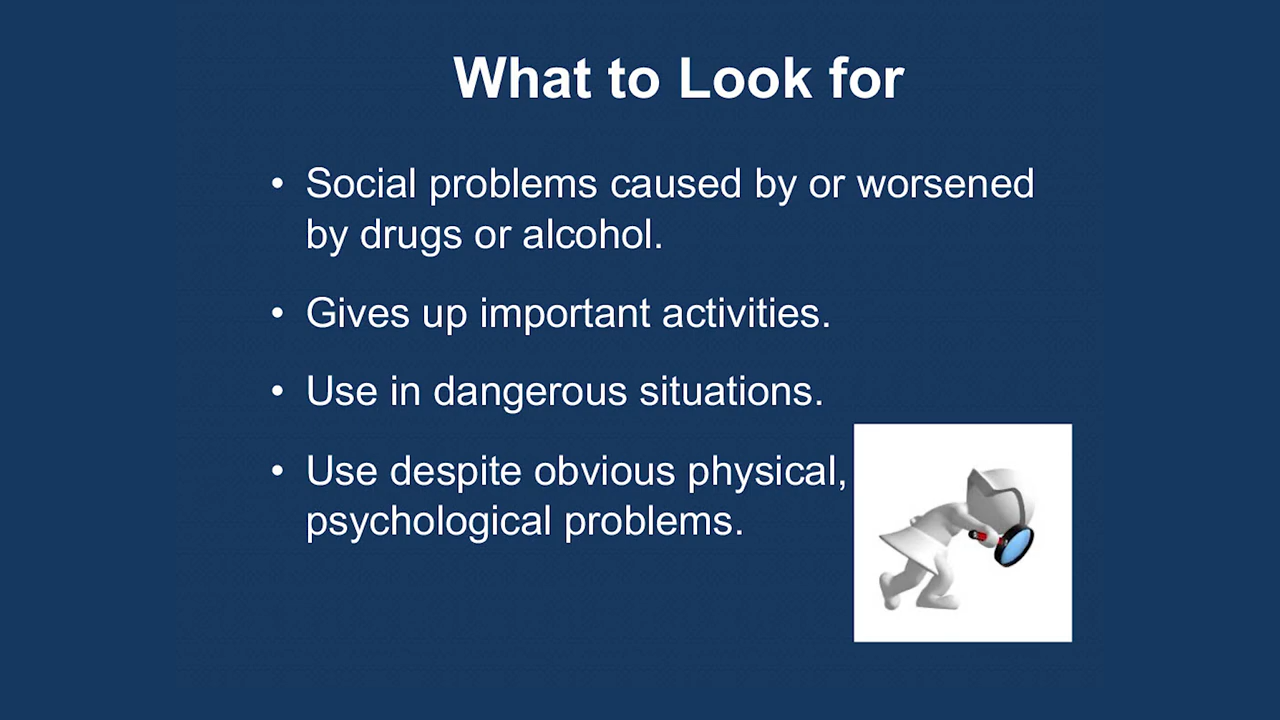 What to Look for
• Social problems caused by or worsened
by drugs or alcohol.
• Gives up important activities.
• Use in dangerous situations.
• Use despite obvious physical,
psychological problems.